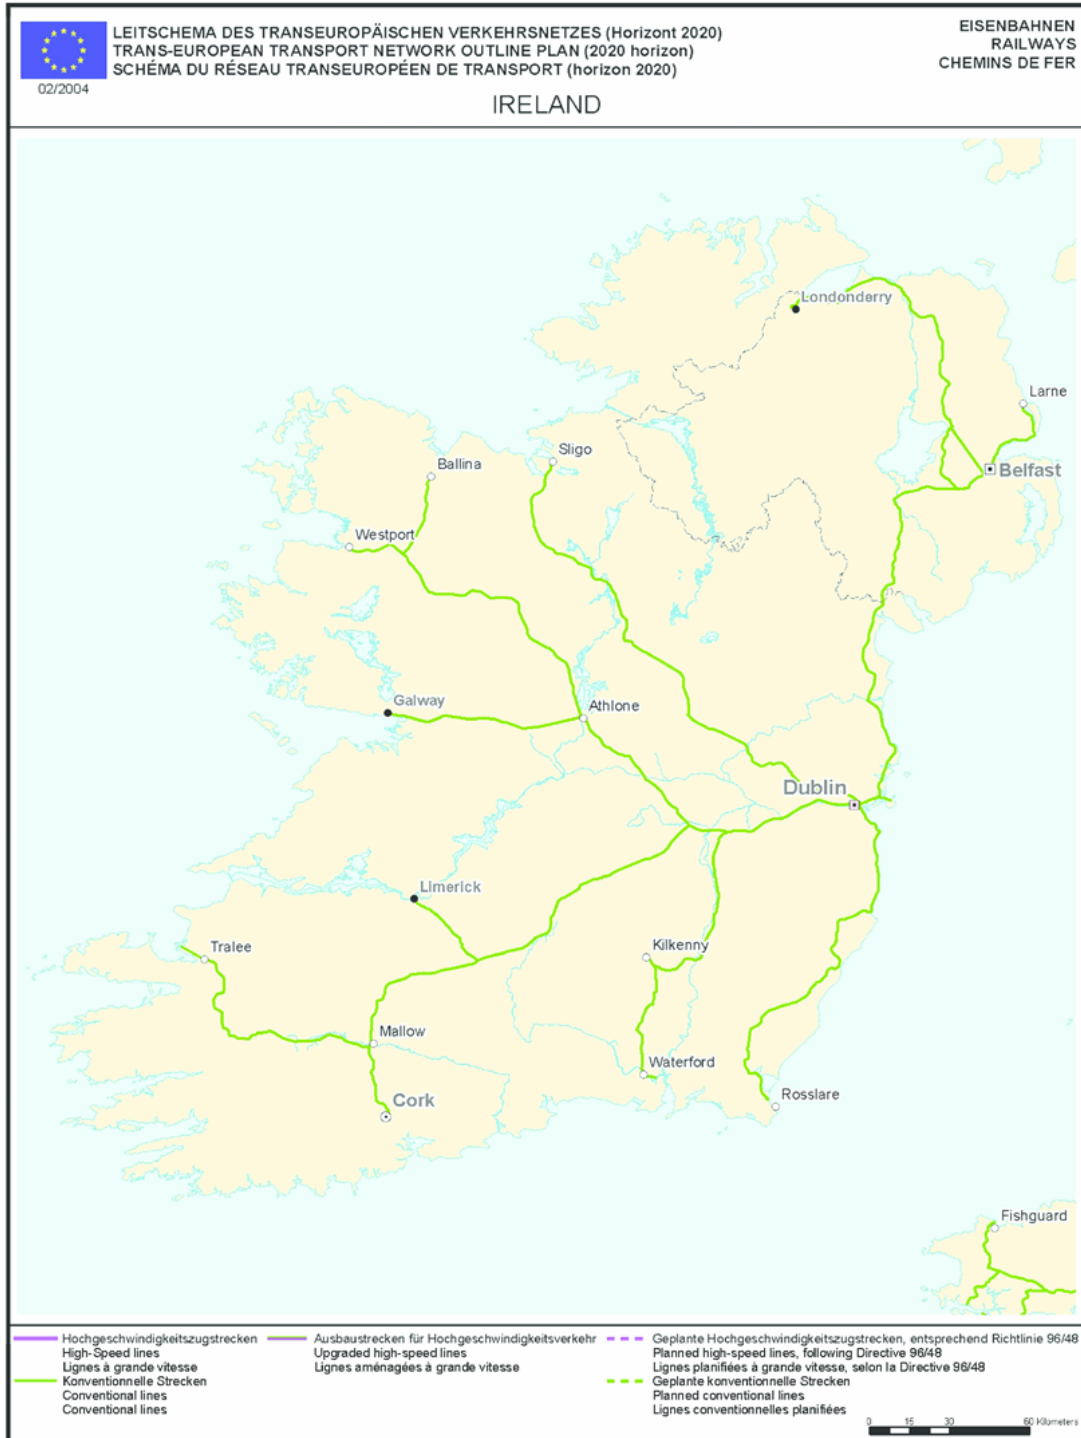 LEITSCHEMA DES TRANSEUROPÄISCHEN VERKEHRSNETZES (Horizont 2020)
TRANS-EUROPEAN TRANSPORT NETWORK OUTLINE PLAN (2020 horizon)
SCHÉMA DU RÉSEAU TRANSEUROPÉEN DE TRANSPORT (horizon 2020)
02/2004
EISENBAHNEN
RAILWAYS
CHEMINS DE FER
IRELAND
Londonderry
Larne
Belfast
Sligo
Ballina
Westport
Galway
Athlone
Dublin
Limerick
Kilkenny
Tralee
Mallow
Waterford
Rosslare
Cork
Fishguard
Hochgeschwindigkeitszugstrecken
High-Speed lines
Lignes à grande vitesse
Konventionnelle Strecken
Conventional lines
Conventional lines
Ausbaustrecken für Hochgeschwindigkeitsverkehr
Upgraded high-speed lines
Lignes aménagées à grande vitesse
Geplante Hochgeschwindigkeitszugstrecken, entsprechend Richtlinie 96/48
Planned high-speed lines, following Directive 96/48
Lignes planifiées à grande vitesse, selon la Directive 96/48
Geplante konventionelle Strecken
Planned conventional lines
Lignes conventionnelles planifiées
0 15 30 60 Kilometers